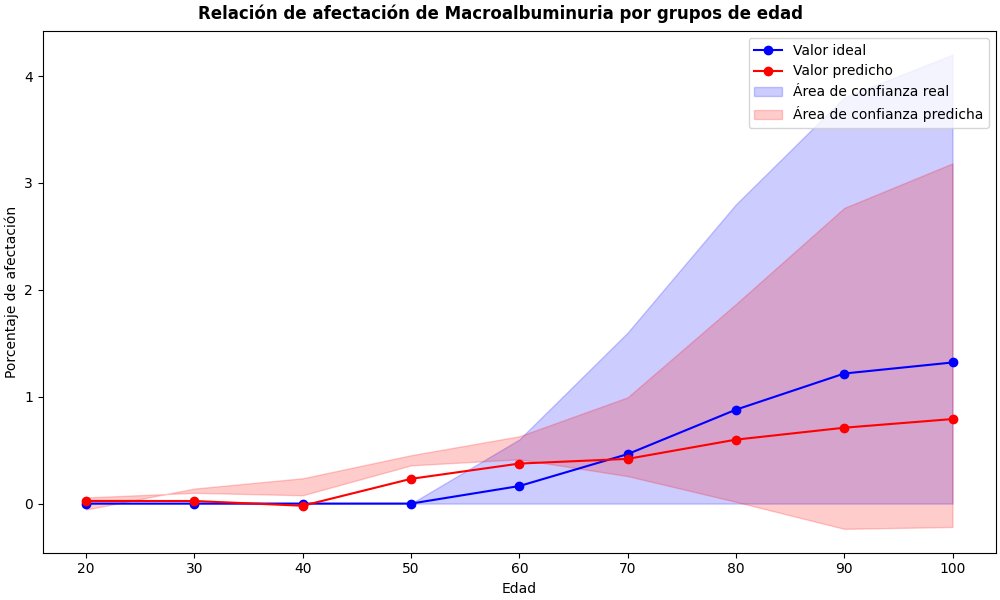 Relación de afectación de Macroalbuminuria por grupos de edad
Valor ideal
Valor predicho
Área de confianza real
Área de confianza predicha
Porcentaje de afectación
4
3
2
1
0
20 30 40 50 60 70 80 90 100
Edad